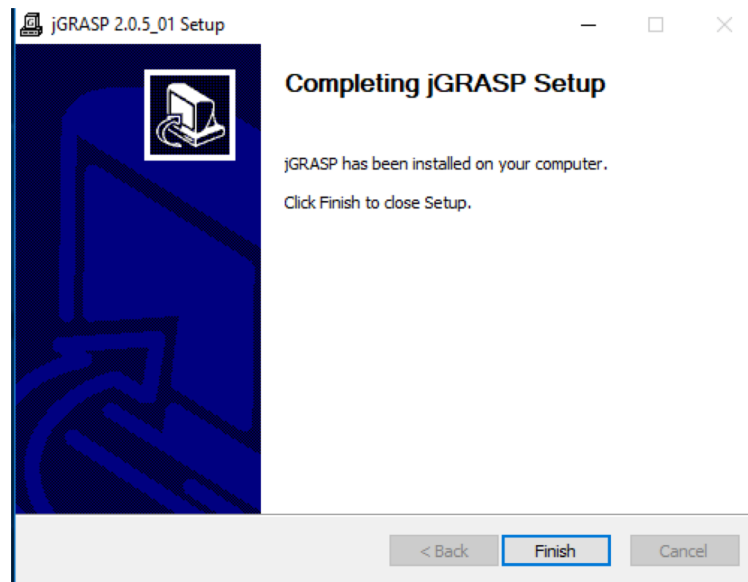 jGRASP 2.0.5_01 Setup
Completing jGRASP Setup
jGRASP has been installed on your computer.
Click Finish to close Setup.
< Back Finish Cancel